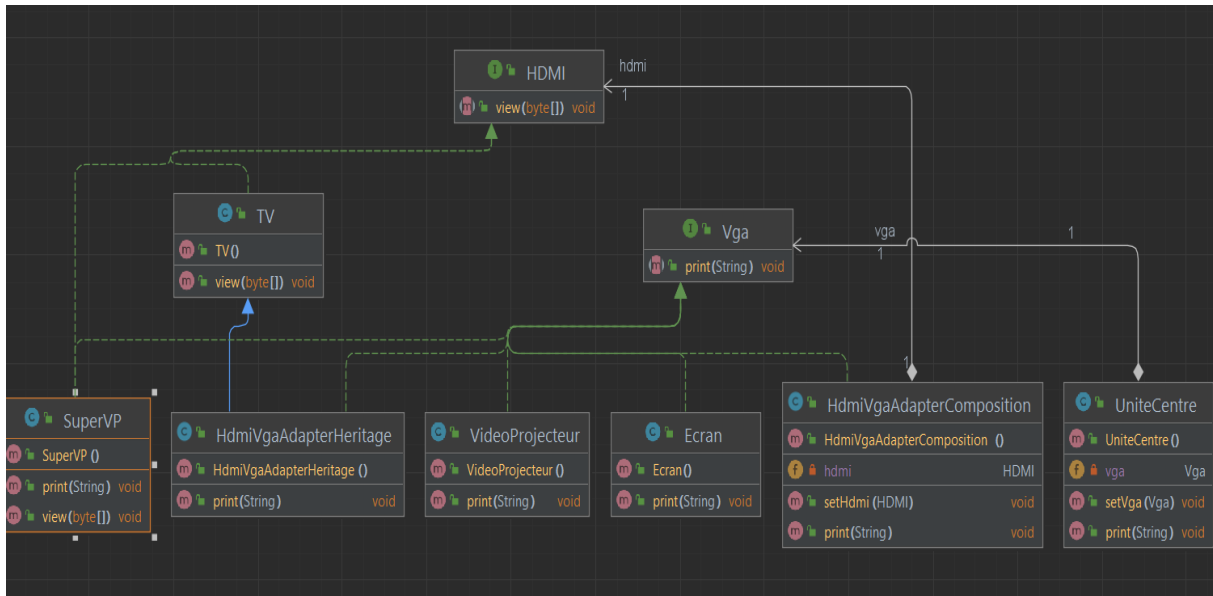 HDMI
view(byte[]) void
hdmi
1
TV
TV()
view(byte[]) void
Vga
print(String) void
vga
1
1
SuperVP
SuperVP ()
print(String) void
view(byte[]) void
HdmiVgaAdapterHeritage
HdmiVgaAdapterHeritage ()
print(String) void
VideoProjecteur
VideoProjecteur ()
print(String) void
Ecran
Ecran()
print(String) void
1
HdmiVgaAdapterComposition
HdmiVgaAdapterComposition ()
hdmi HDMI
setHdmi (HDMI) void
print(String) void
UniteCentre
UniteCentre ()
vga Vga
setVga (Vga) void
print(String) void